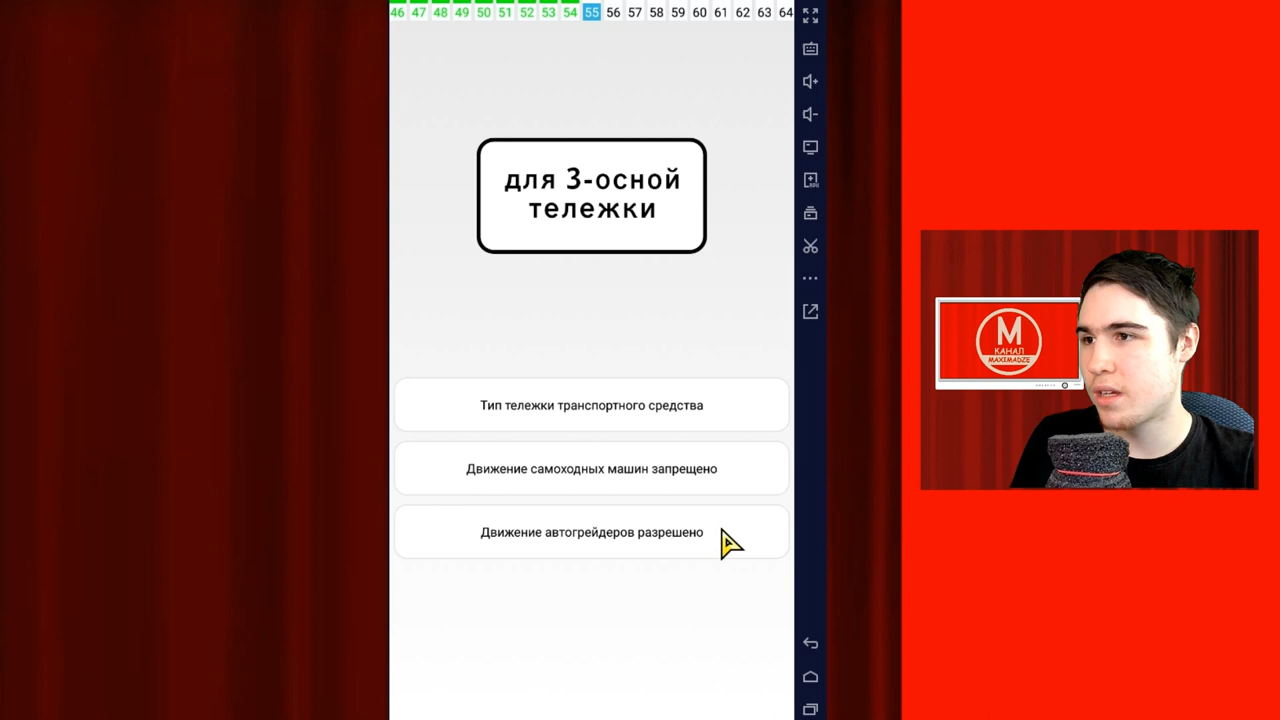 46 47 48 49 50 51 52 53 54 55 56 57 58 59 60 61 62 63 64
для 3-осной
тележки
Тип тележки транспортного средства
Движение самоходных машин запрещено
Движение автогрейдеров разрешено
М
КАНАЛ
MAXIMADZE